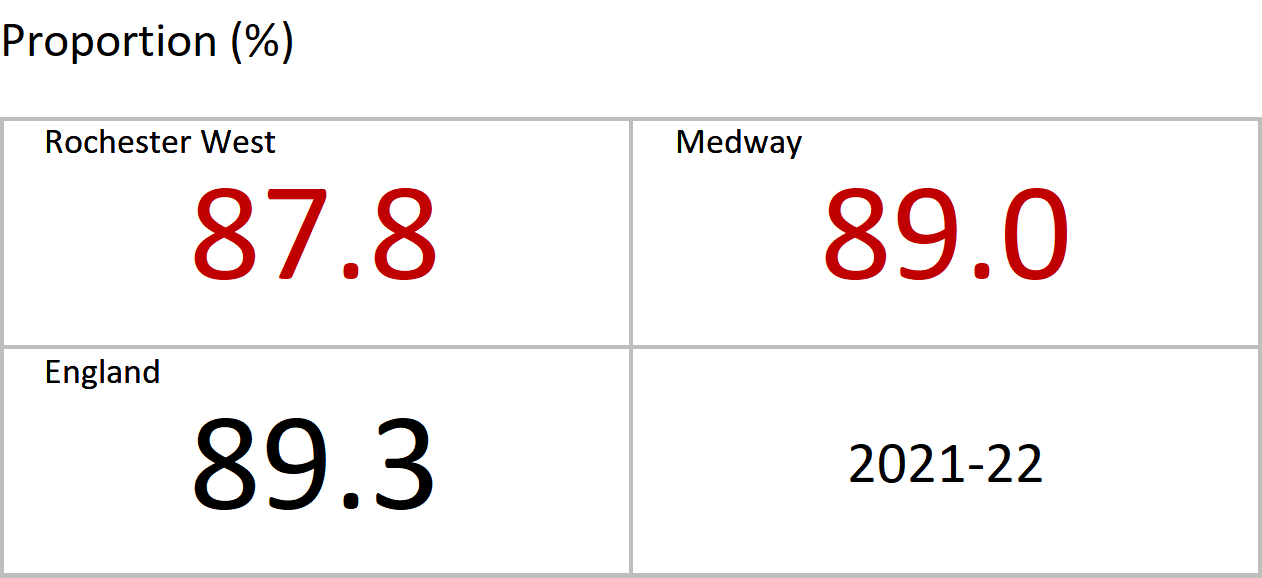 Proportion (%)
Rochester West
87.8
Medway
89.0
England
89.3
2021-22